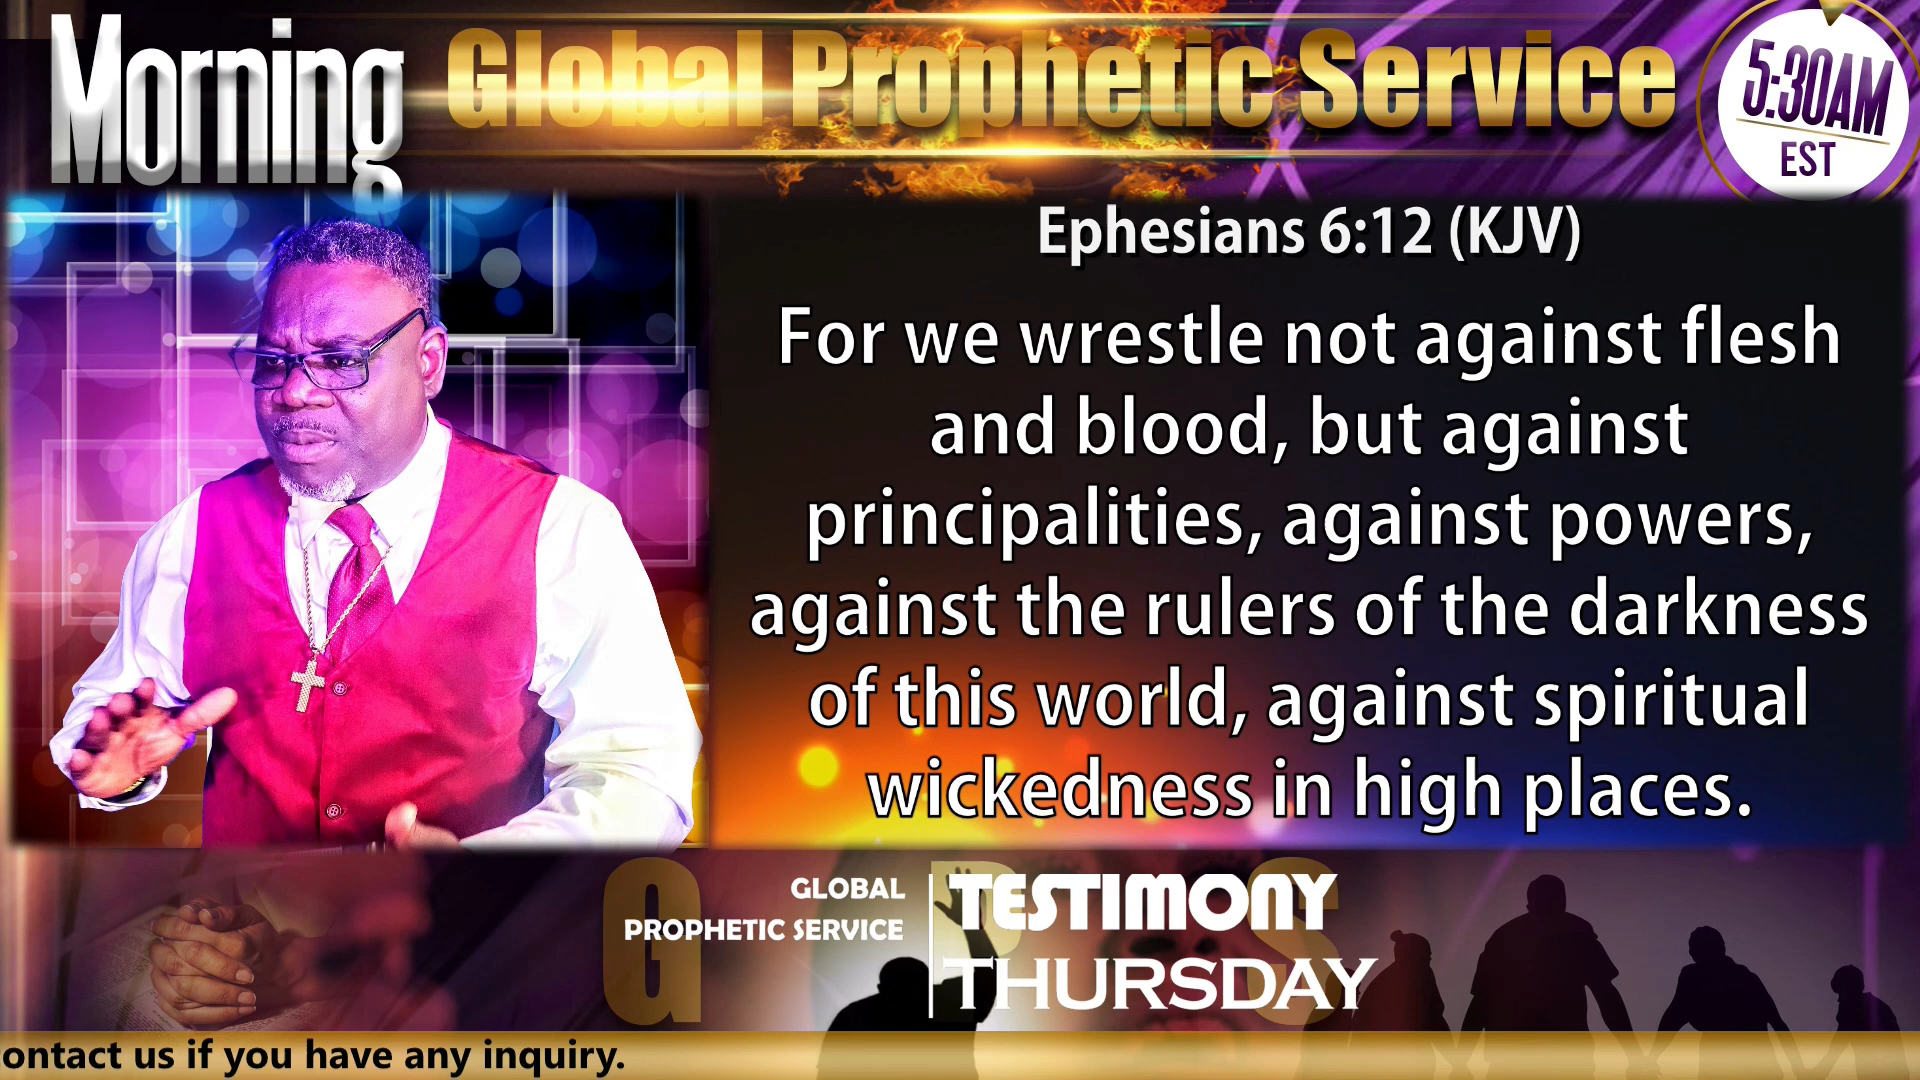 Morning Global Prophetic Service
5:30AM
EST
Ephesians 6:12 (KJV)
For we wrestle not against flesh
and blood, but against
principalities, against powers,
against the rulers of the darkness
of this world, against spiritual
wickedness in high places.
G P S
GLOBAL
PROPHETIC SERVICE
TESTIMONY
THURSDAY
ontact us if you have any inquiry.